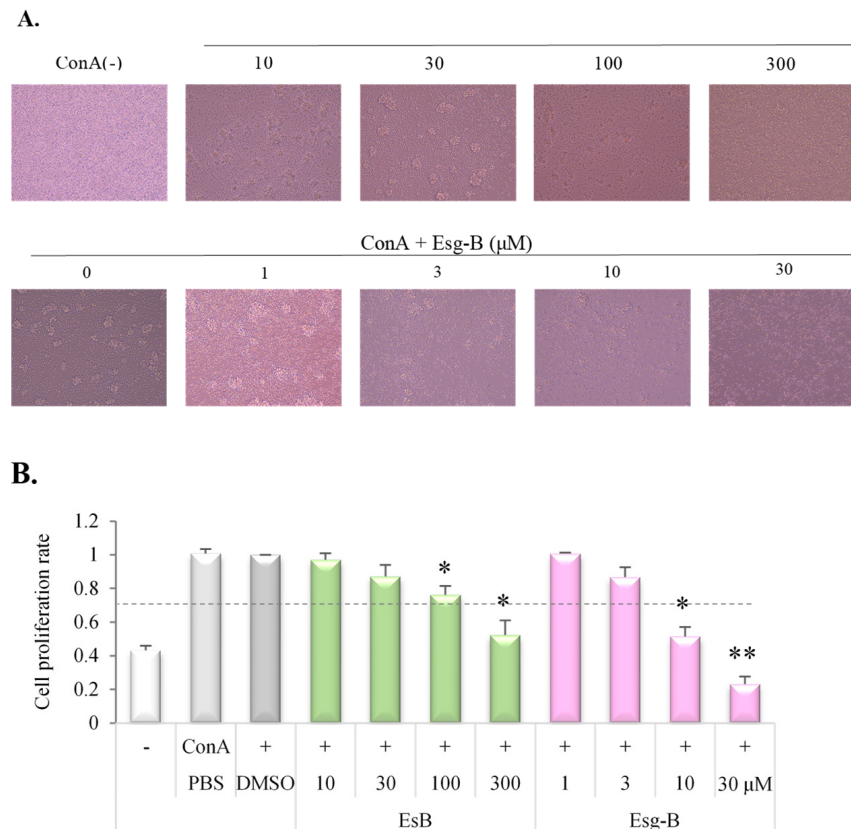 A.
ConA(-) 10 30 100 300
ConA + Esg-B (μM)
0 1 3 10 30
B.
Cell proliferation rate
1.2
1
0.8
0.6
0.4
0.2
0
*
*
*
**
- ConA + + + + + + + + +
PBS DMSO 10 30 100 300 1 3 10 30 μM
EsB Esg-B